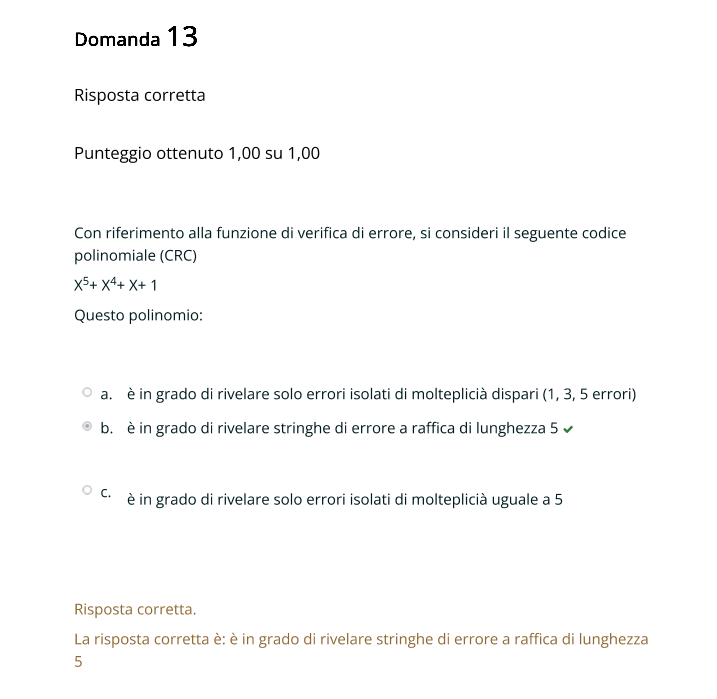 Domanda 13
Risposta corretta
Punteggio ottenuto 1,00 su 1,00
Con riferimento alla funzione di verifica di errore, si consideri il seguente codice
polinomiale (CRC)
X⁵+ X⁴+ X+ 1
Questo polinomio:
a. è in grado di rivelare solo errori isolati di molteplicià dispari (1, 3, 5 errori)
b. è in grado di rivelare stringhe di errore a raffica di lunghezza 5
c. è in grado di rivelare solo errori isolati di molteplicià uguale a 5
Risposta corretta.
La risposta corretta è: è in grado di rivelare stringhe di errore a raffica di lunghezza
5